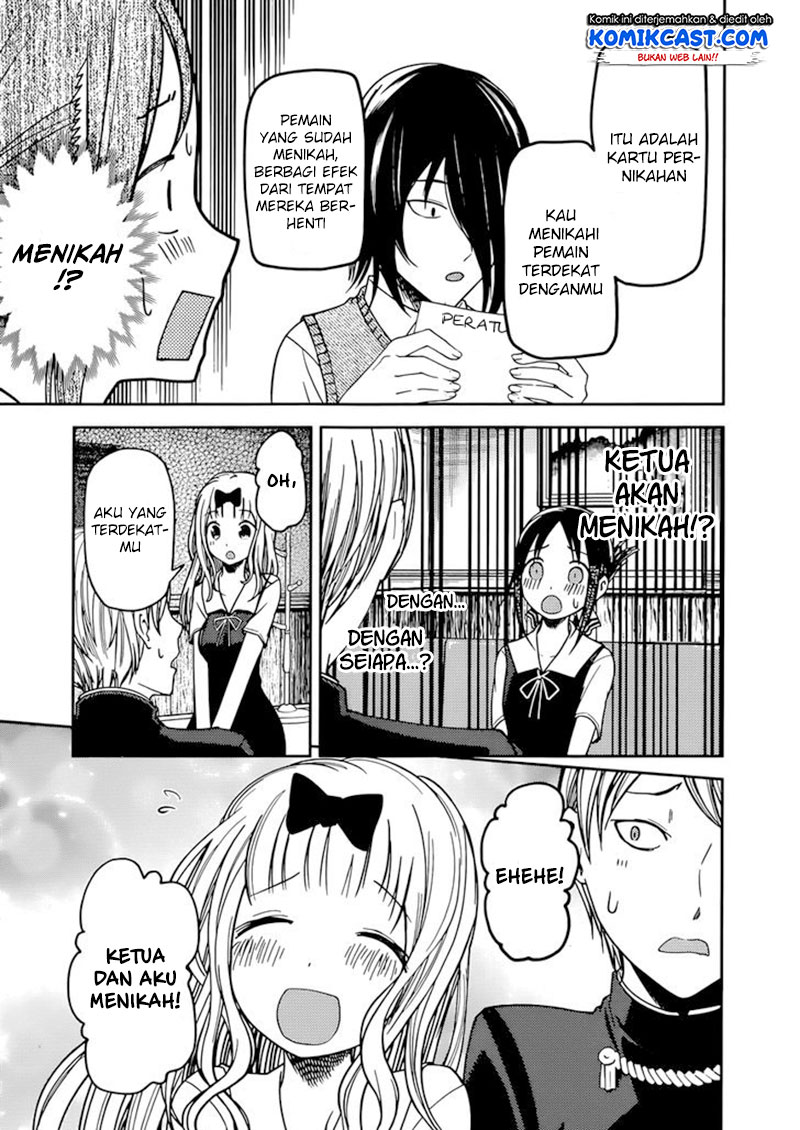 Komik ini diterjemahkan & diedit oleh
KOMIKCAST.COM
BUKAN WEB LAIN!!
ITU ADALAH
KARTU PER-
NIKAHAN
KAU
MENIKAHI
PEMAIN
TERDEKAT
DENGANMU
PEMAIN
YANG SUDAH
MENIKAH,
BERBAGI EFEK
DARI TEMPAT
MEREKA BER-
HENTI
PERATU
MENIKAH
!?
KETUA
AKAN
MENIKAH!?
DENGAN...
DENGAN
SEIAPA...?
OH,
AKU YANG
TERDEKAT-
MU
EHEHE!
KETUA
DAN AKU
MENIKAH!